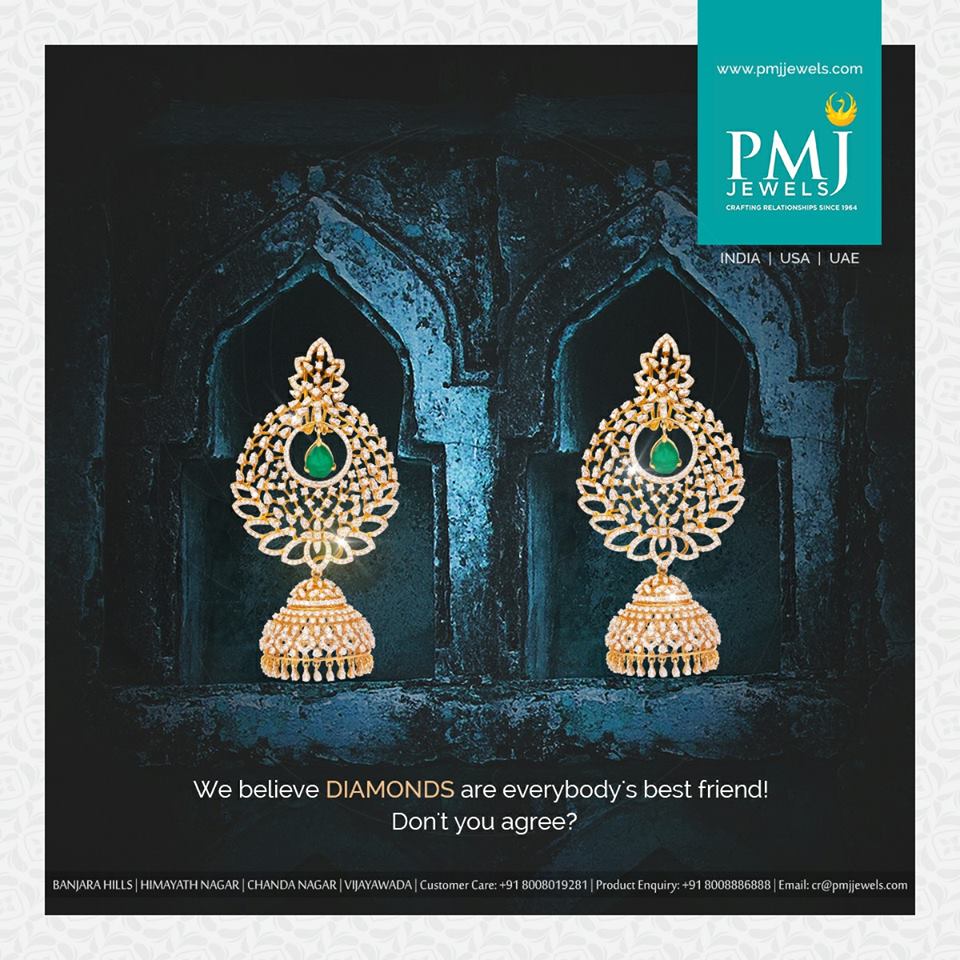 www.pmjjewels.com
PMJ
JEWELS
CRAFTING RELATIONSHIPS SINCE 1964
INDIA | USA | UAE
We believe DIAMONDS are everybody's best friend!
Don't you agree?
BANJARA HILLS | HIMAYATH NAGAR | CHANDA NAGAR | VIJAYAWADA | Customer Care: +91 8008019281 | Product Enquiry: +91 8008886888 | Email: cr@pmjjewels.com